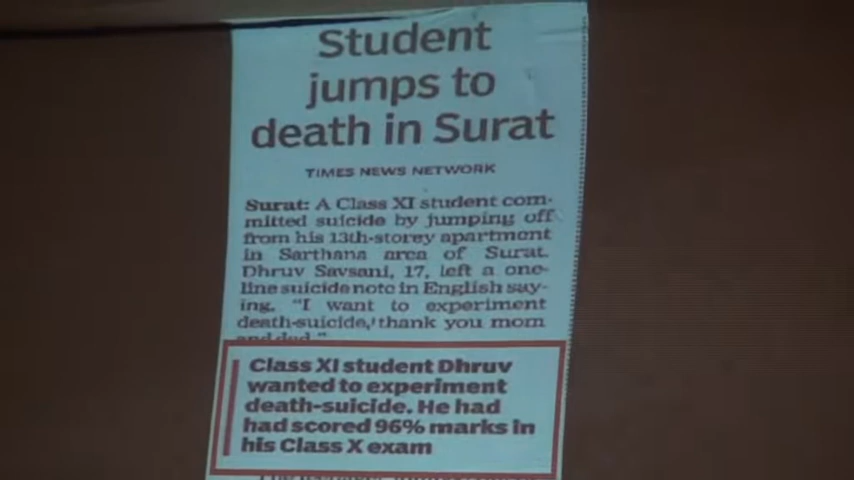 Student
jumps to
death in Surat
TIMES NEWS NETWORK
Surat: A Class XI student com-
mitted suicide by jumping off
from his 13th-storey apartment
in Sarthana area of Surat.
Dhruv Savsani, 17, left a one-
line suicide note in English say-
ing, "I want to experiment
death-suicide, thank you mom
and dad."
Class XI student Dhruv
wanted to experiment
death-suicide. He had
had scored 96% marks in
his Class X exam